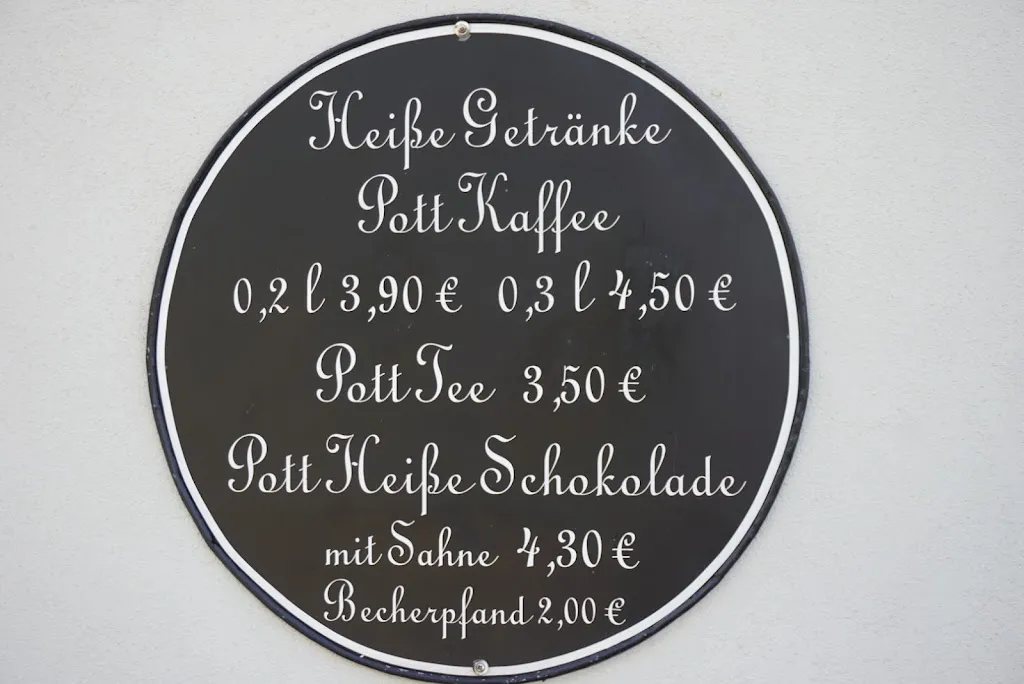 Heiße Getränke
Pott Kaffee
0,2 l 3,90 € 0,3 l 4,50 €
Pott Tee 3,50 €
Pott Heiße Schokolade
mit Sahne 4,30 €
Becherpfand 2,00 €